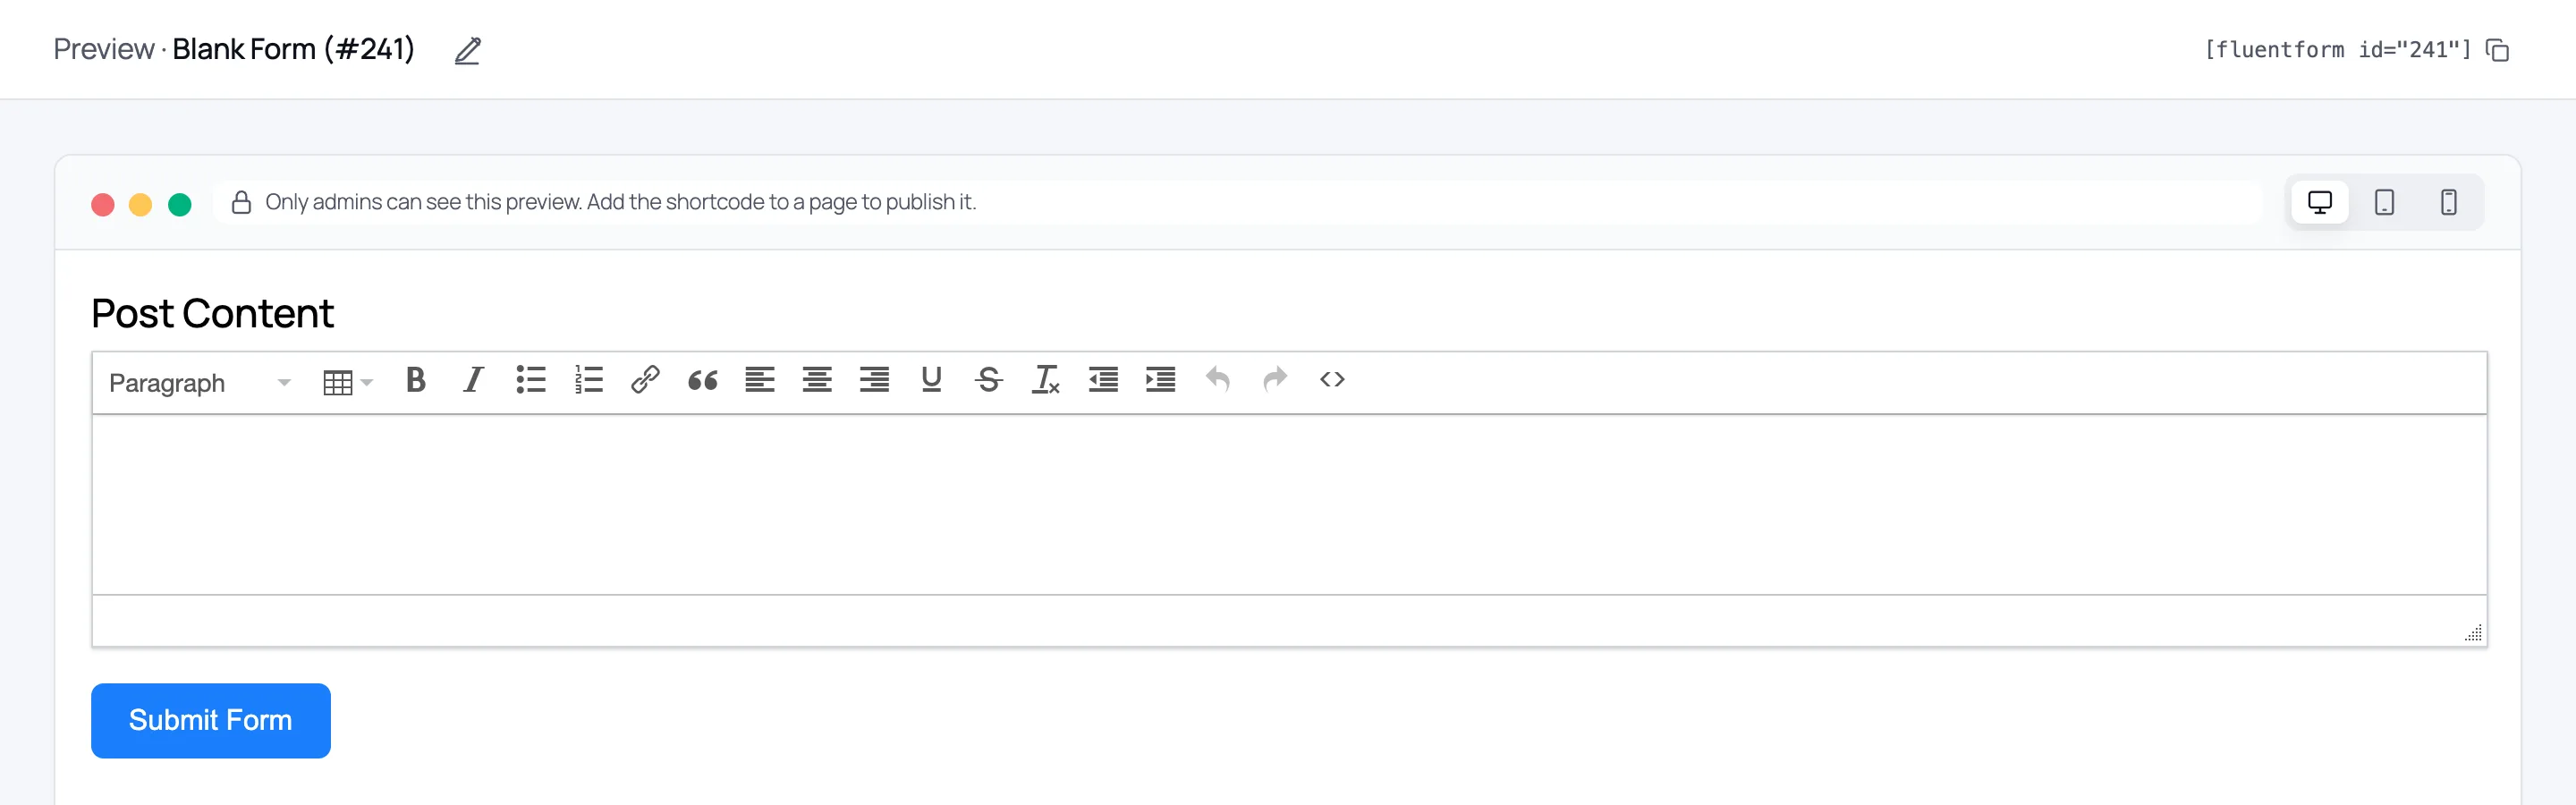 Preview · Blank Form (#241)
[fluentform id="241"]
Only admins can see this preview. Add the shortcode to a page to publish it.
Post Content
Paragraph
Submit Form